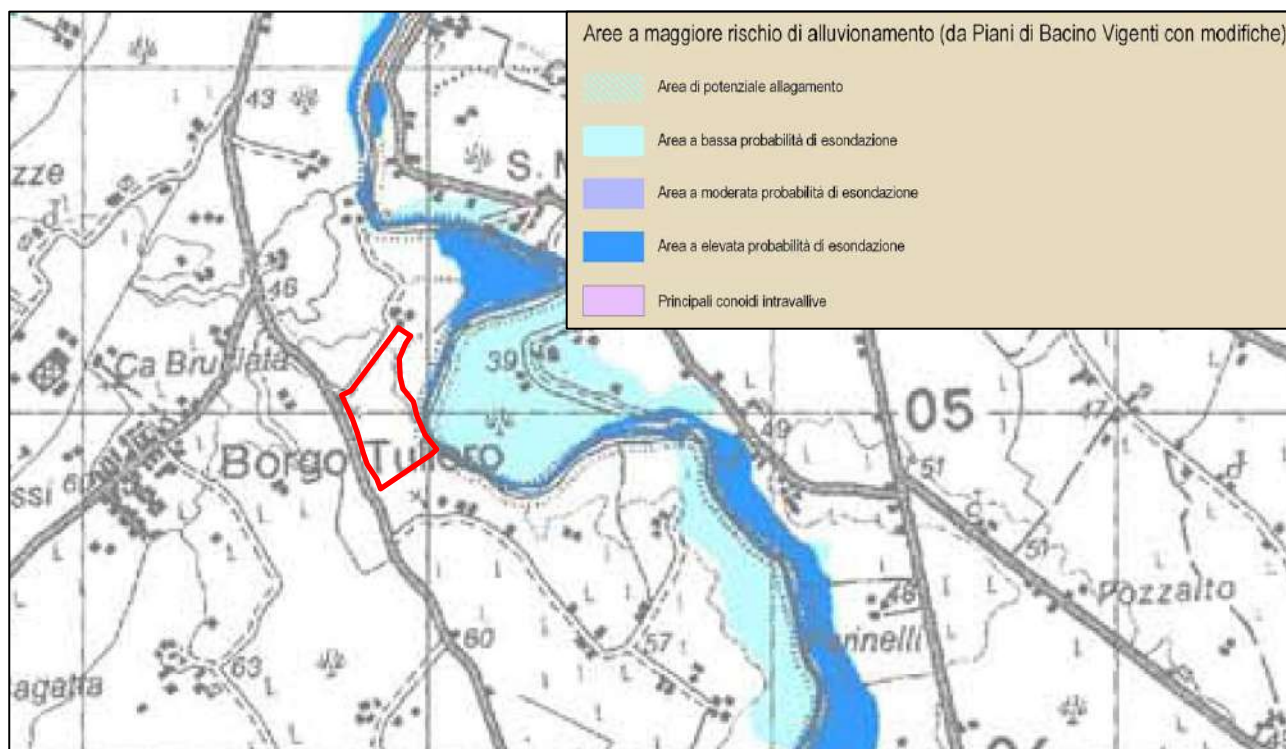 Aree a maggiore rischio di alluvionamento (da Piani di Bacino Vigenti con modifiche)
Area di potenziale allagamento
Area a bassa probabilità di esondazione
Area a moderata probabilità di esondazione
Area a elevata probabilità di esondazione
Principali conoidi intravallive
43
zze
S. M
46
Ca Bruciata
39
05
47
49
51
Borgo Tuliero
ssi 60
51
Pozzalto
48
60
57
63
agatta